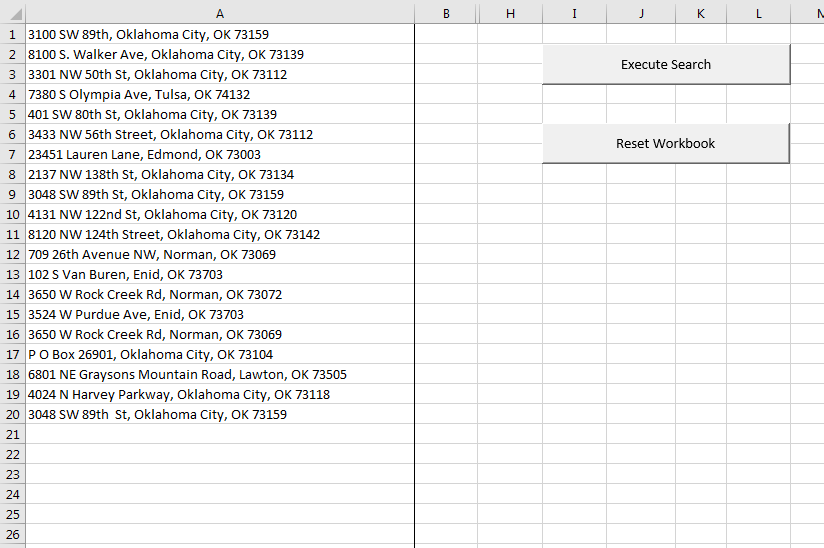 A B H I J K L
1 3100 SW 89th, Oklahoma City, OK 73159
2 8100 S. Walker Ave, Oklahoma City, OK 73139
Execute Search
3 3301 NW 50th St, Oklahoma City, OK 73112
4 7380 S Olympia Ave, Tulsa, OK 74132
5 401 SW 80th St, Oklahoma City, OK 73139
6 3433 NW 56th Street, Oklahoma City, OK 73112
Reset Workbook
7 23451 Lauren Lane, Edmond, OK 73003
8 2137 NW 138th St, Oklahoma City, OK 73134
9 3048 SW 89th St, Oklahoma City, OK 73159
10 4131 NW 122nd St, Oklahoma City, OK 73120
11 8120 NW 124th Street, Oklahoma City, OK 73142
12 709 26th Avenue NW, Norman, OK 73069
13 102 S Van Buren, Enid, OK 73703
14 3650 W Rock Creek Rd, Norman, OK 73072
15 3524 W Purdue Ave, Enid, OK 73703
16 3650 W Rock Creek Rd, Norman, OK 73069
17 P O Box 26901, Oklahoma City, OK 73104
18 6801 NE Graysons Mountain Road, Lawton, OK 73505
19 4024 N Harvey Parkway, Oklahoma City, OK 73118
20 3048 SW 89th  St, Oklahoma City, OK 73159
21
22
23
24
25
26